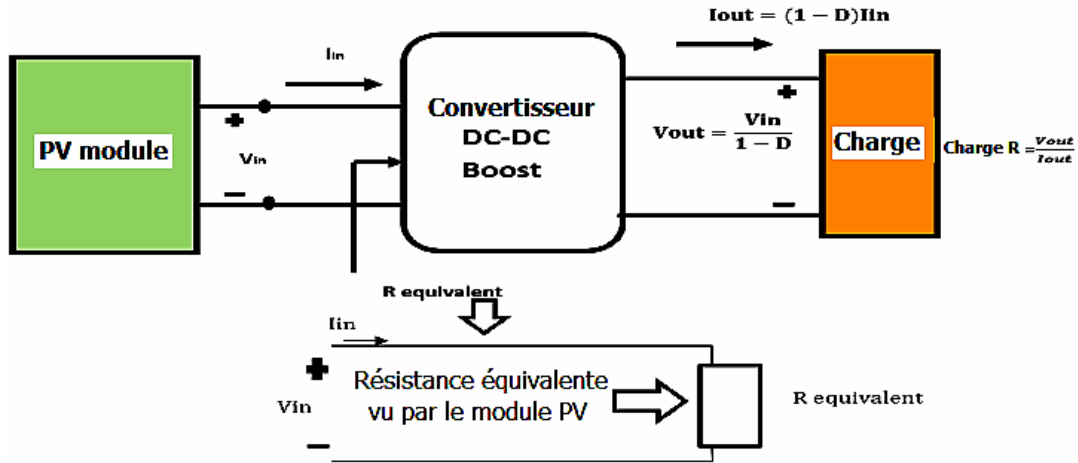 Iout = (1 − D)Iin
Iin
PV module
+
Vin
−
Convertisseur
DC-DC
Boost
Vout = Vin / 1 − D
+
−
Charge
Charge R = Vout / Iout
R equivalent
Iin
+
Vin
−
Résistance équivalente
vu par le module PV
R equivalent